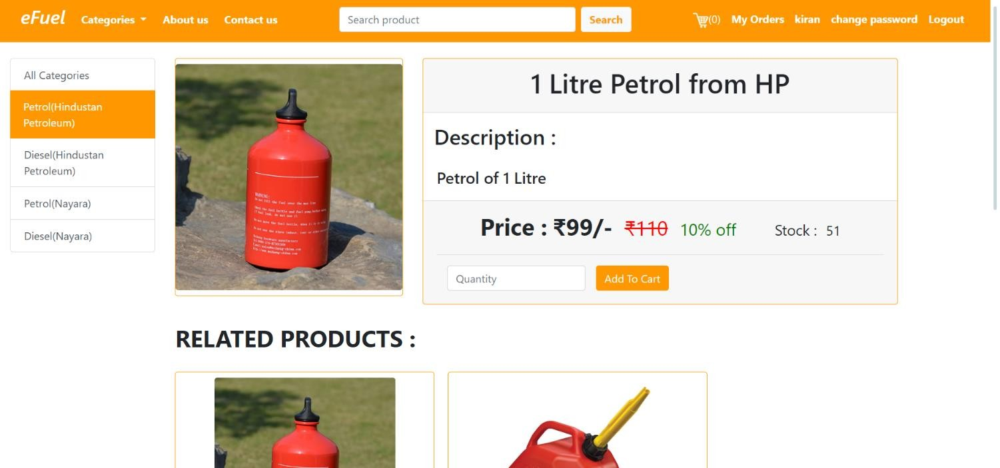 eFuel Categories About us Contact us Search product Search (0) My Orders kiran change password Logout
All Categories
Petrol(Hindustan
Petroleum)
Diesel(Hindustan
Petroleum)
Petrol(Nayara)
Diesel(Nayara)
WARNING:
1 Litre Petrol from HP
Description :
Petrol of 1 Litre
Price : ₹99/- ₹110 10% off Stock : 51
Quantity Add To Cart
RELATED PRODUCTS :